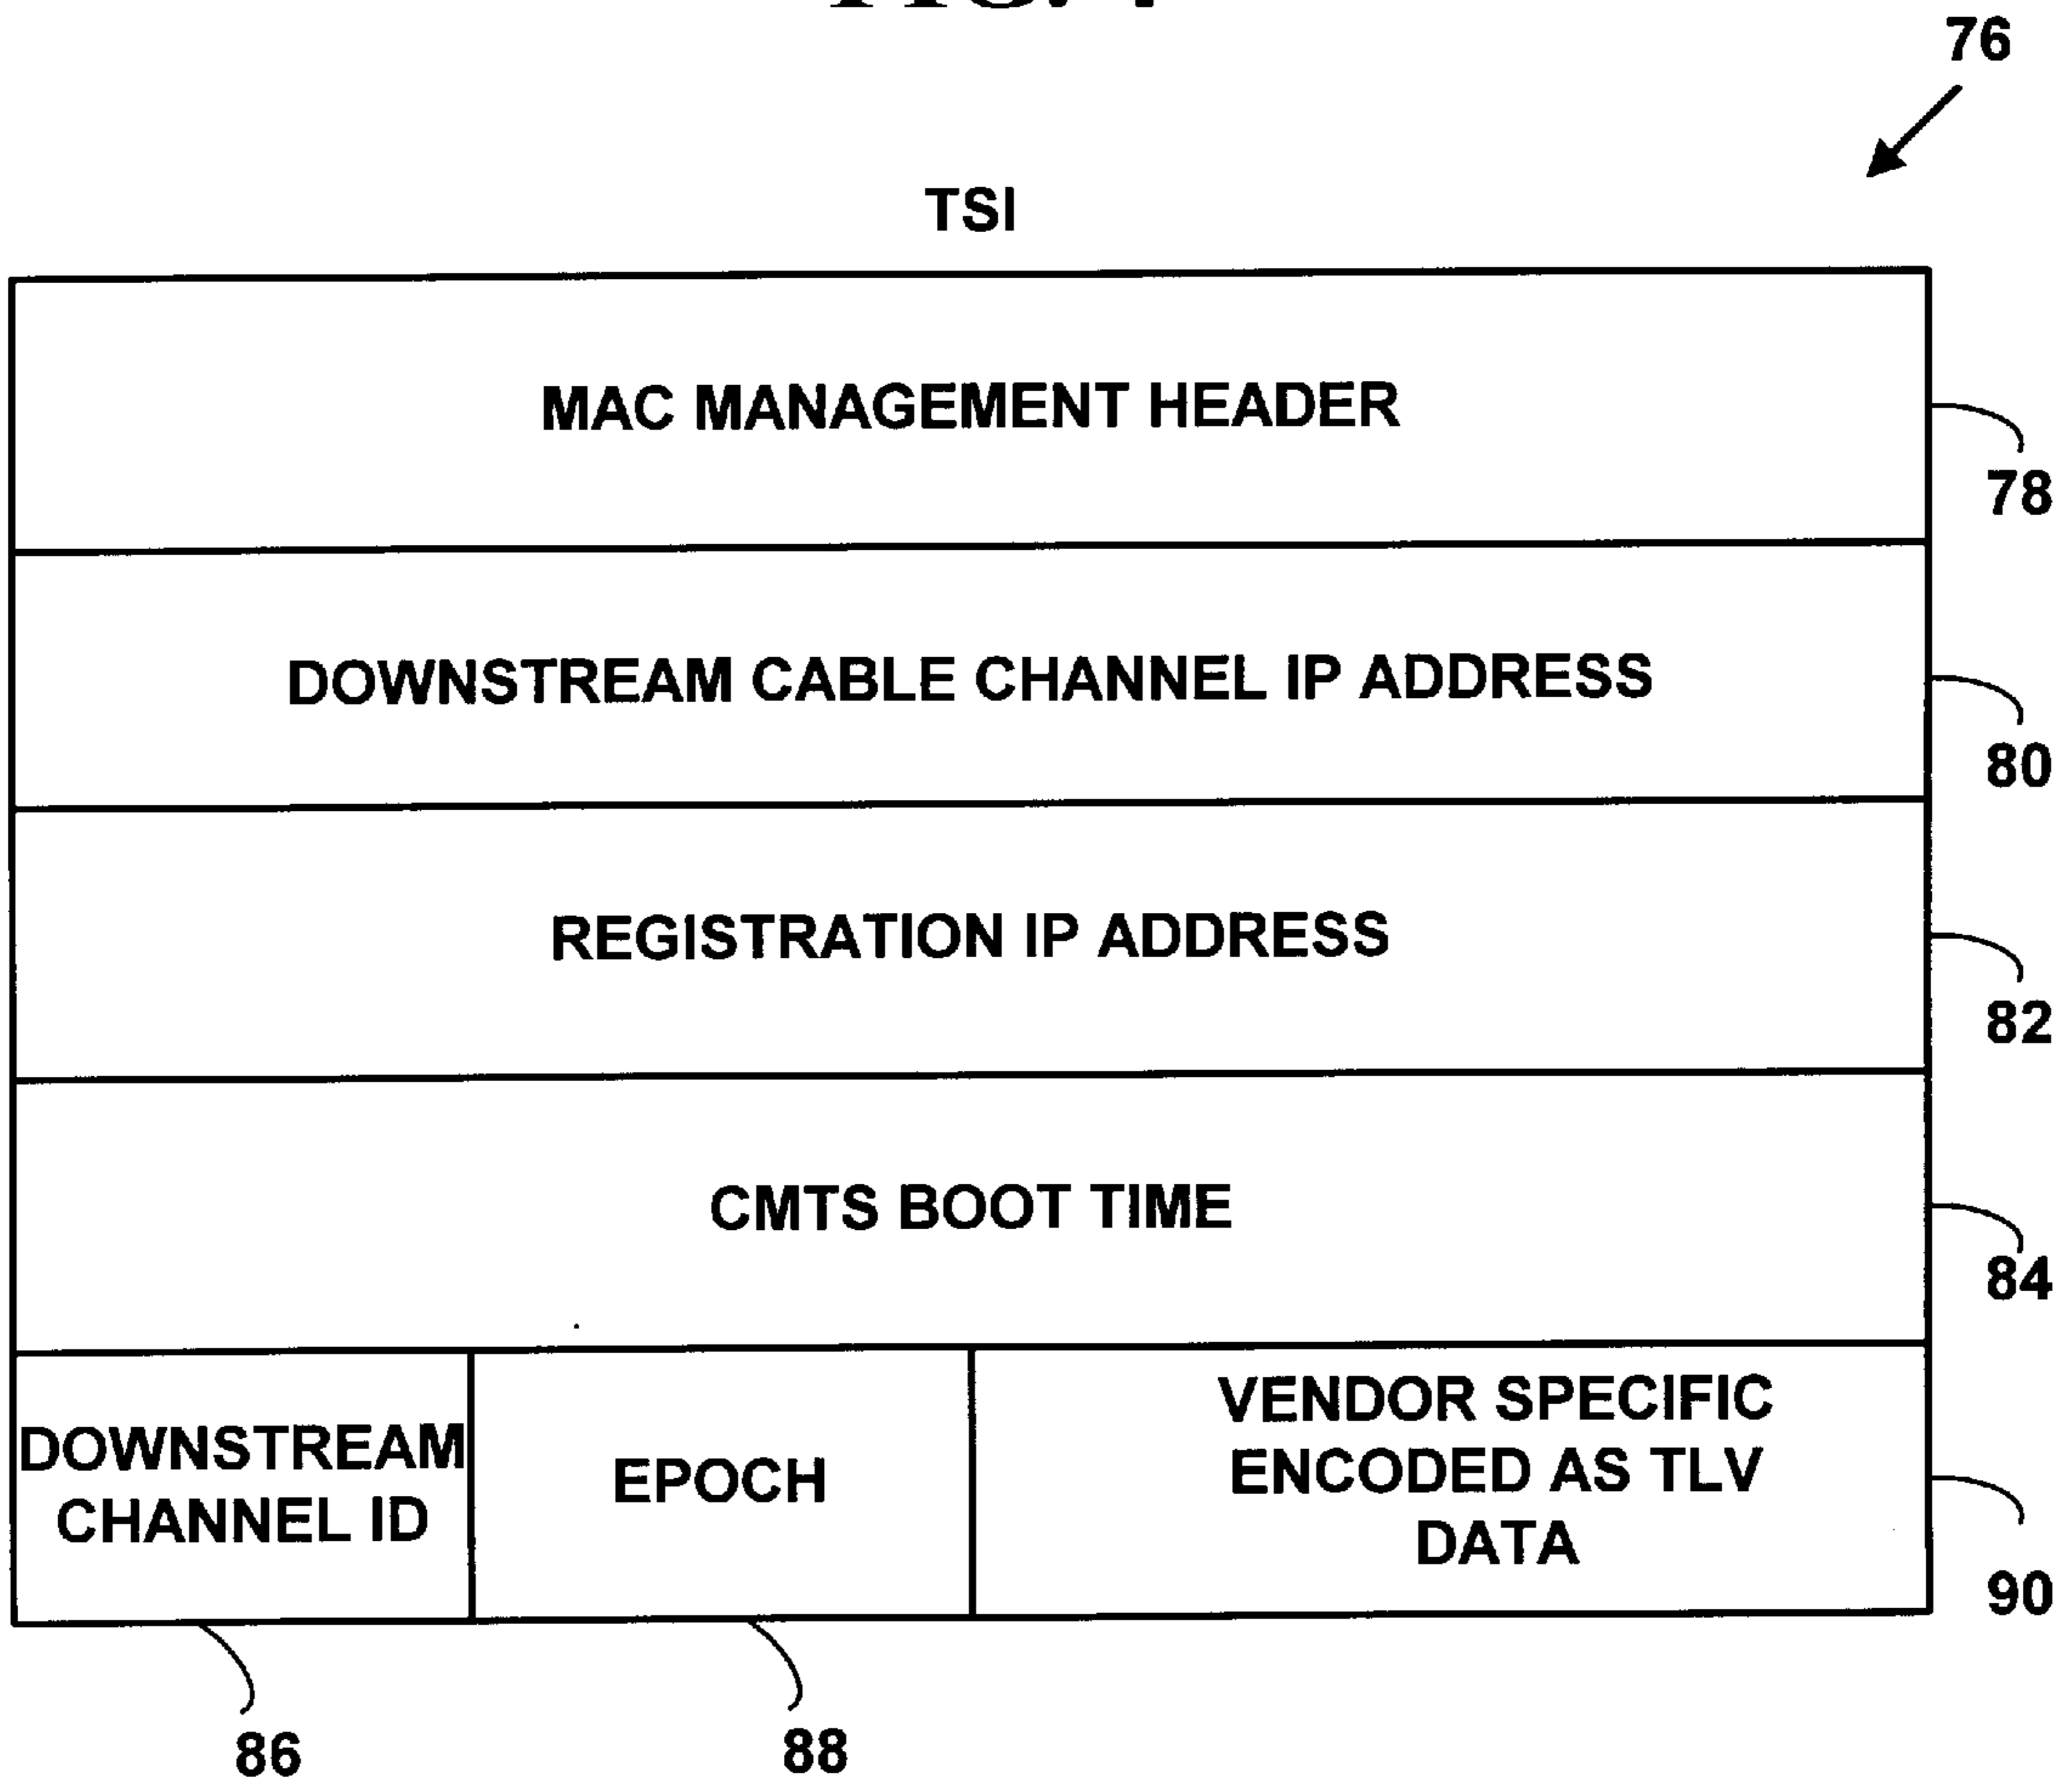 76
TSI
MAC MANAGEMENT HEADER
78
DOWNSTREAM CABLE CHANNEL IP ADDRESS
80
REGISTRATION IP ADDRESS
82
CMTS BOOT TIME
84
DOWNSTREAM
CHANNEL ID
EPOCH
VENDOR SPECIFIC
ENCODED AS TLV
DATA
90
86
88